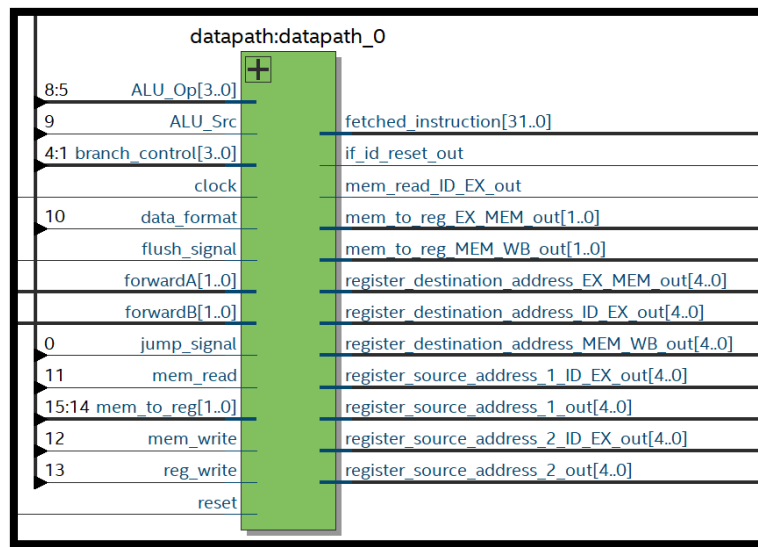 datapath:datapath_0
8:5 ALU_Op[3..0]
9 ALU_Src
fetched_instruction[31..0]
4:1 branch_control[3..0]
if_id_reset_out
clock
mem_read_ID_EX_out
10 data_format
mem_to_reg_EX_MEM_out[1..0]
flush_signal
mem_to_reg_MEM_WB_out[1..0]
forwardA[1..0]
register_destination_address_EX_MEM_out[4..0]
forwardB[1..0]
register_destination_address_ID_EX_out[4..0]
0 jump_signal
register_destination_address_MEM_WB_out[4..0]
11 mem_read
register_source_address_1_ID_EX_out[4..0]
15:14 mem_to_reg[1..0]
register_source_address_1_out[4..0]
12 mem_write
register_source_address_2_ID_EX_out[4..0]
13 reg_write
register_source_address_2_out[4..0]
reset